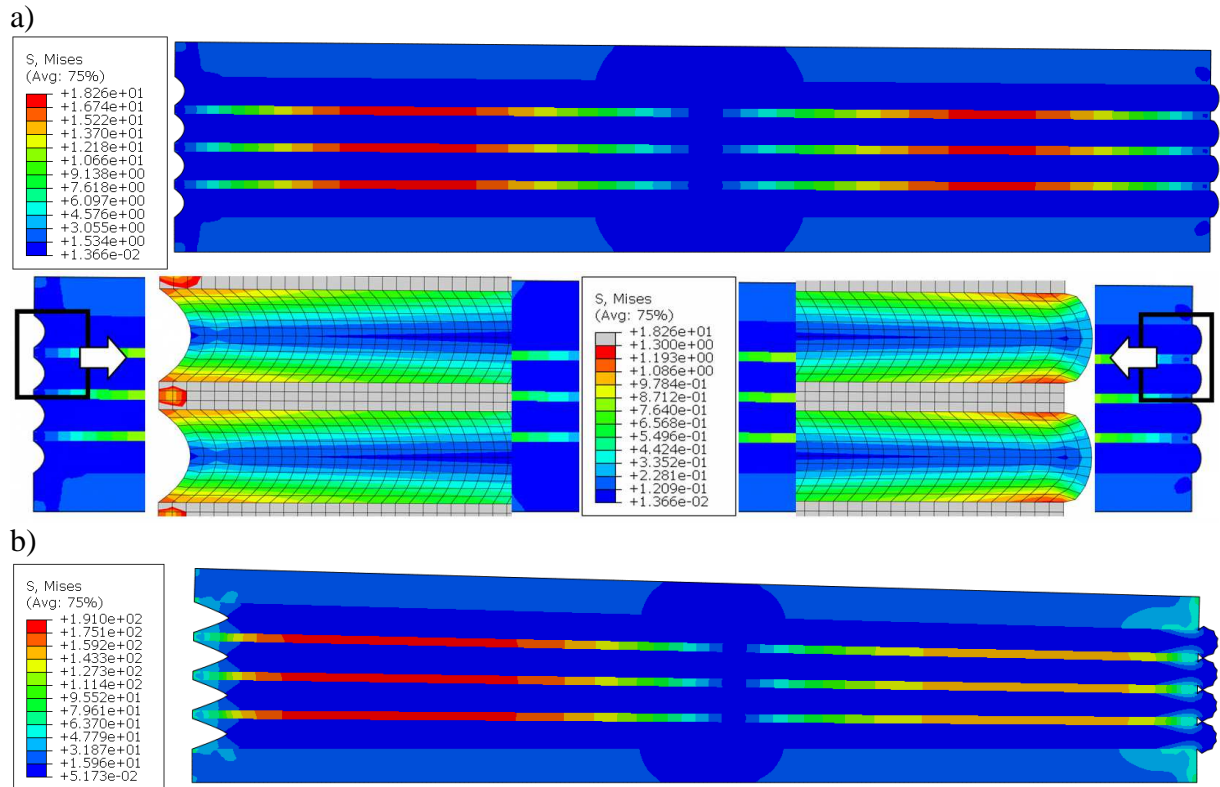 a)
S, Mises
(Avg: 75%)
+1.826e+01
+1.674e+01
+1.522e+01
+1.370e+01
+1.218e+01
+1.066e+01
+9.138e+00
+7.618e+00
+6.097e+00
+4.576e+00
+3.055e+00
+1.534e+00
+1.366e-02
S, Mises
(Avg: 75%)
+1.826e+01
+1.300e+00
+1.193e+00
+1.086e+00
+9.784e-01
+8.712e-01
+7.640e-01
+6.568e-01
+5.496e-01
+4.424e-01
+3.352e-01
+2.281e-01
+1.209e-01
+1.366e-02
b)
S, Mises
(Avg: 75%)
+1.910e+02
+1.751e+02
+1.592e+02
+1.433e+02
+1.273e+02
+1.114e+02
+9.552e+01
+7.961e+01
+6.370e+01
+4.779e+01
+3.187e+01
+1.596e+01
+5.173e-02